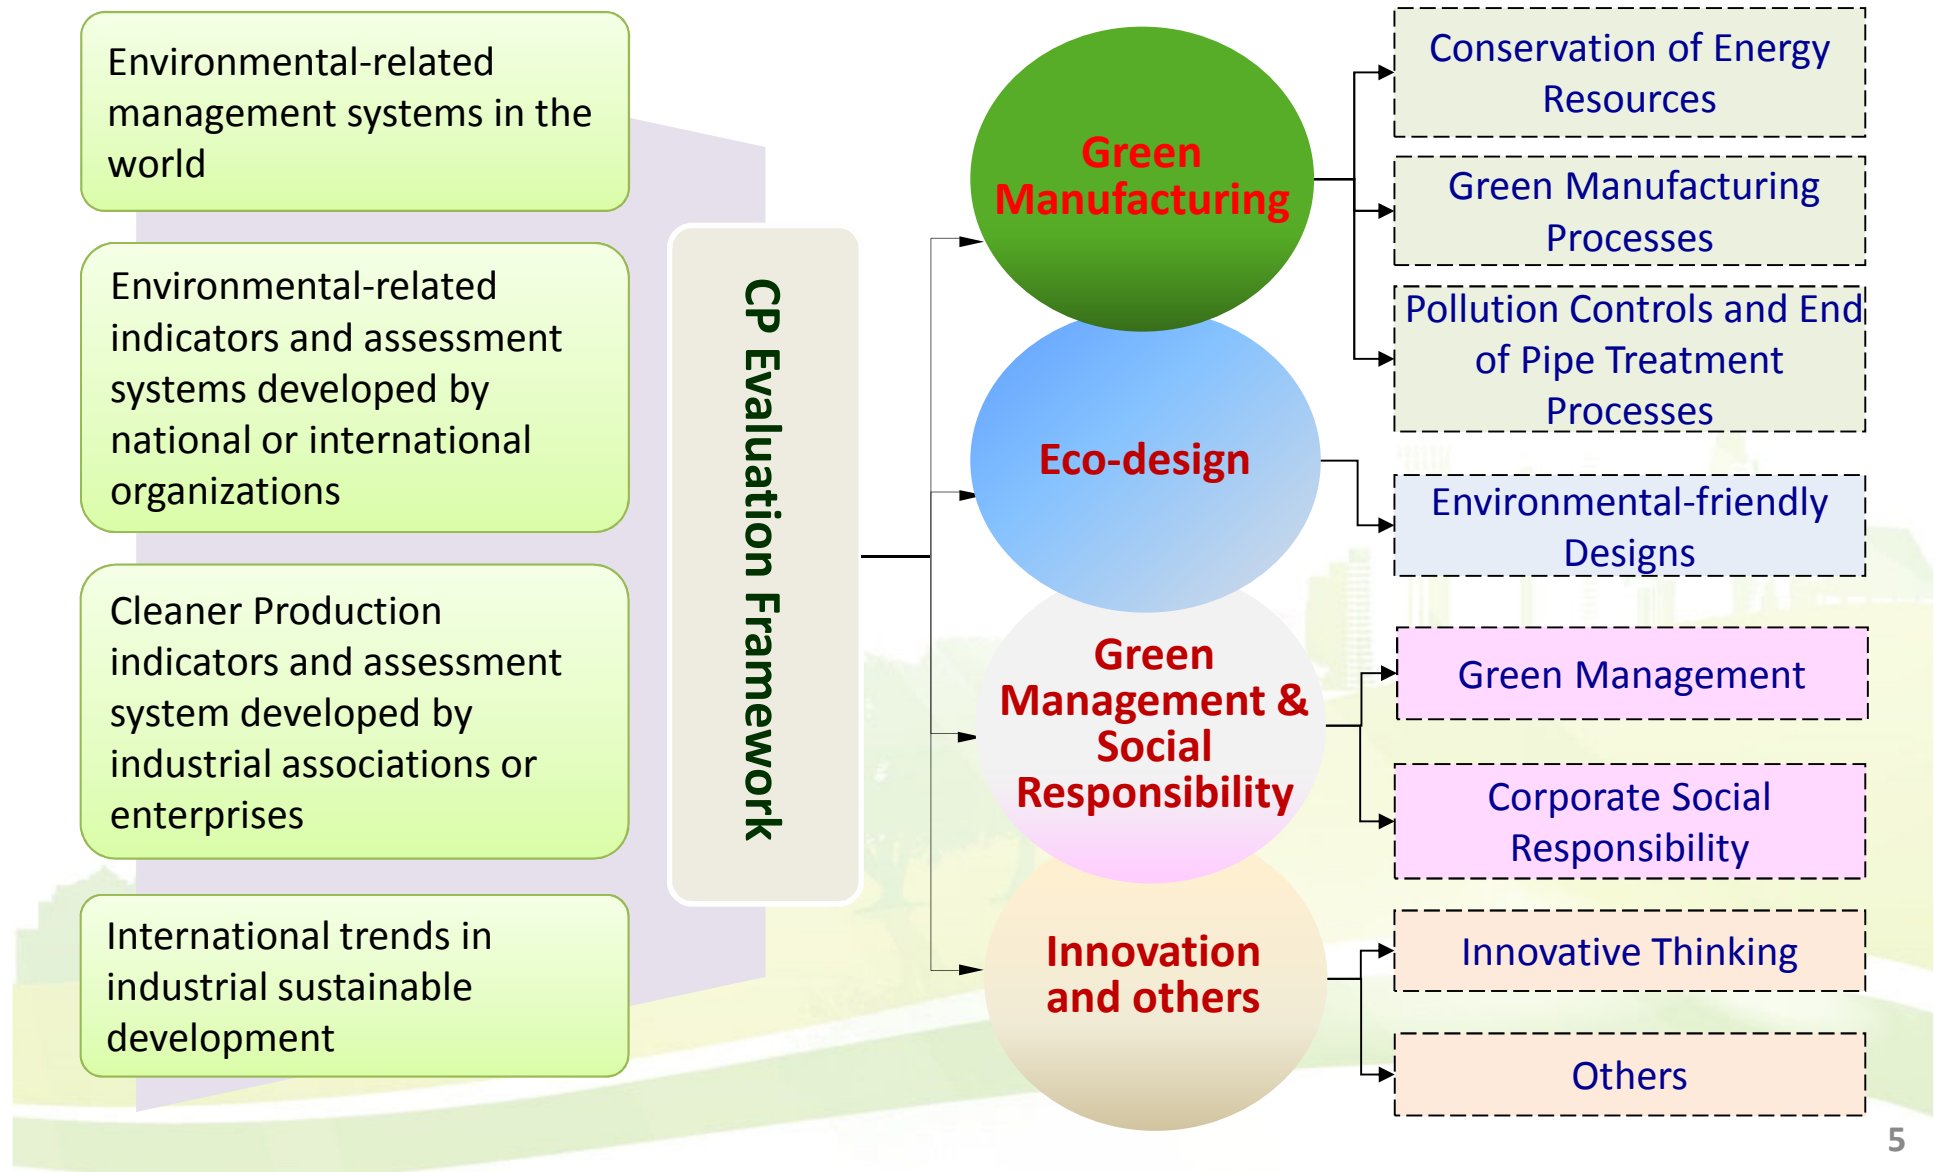 Environmental-related
management systems in the
world
Environmental-related
indicators and assessment
systems developed by
national or international
organizations
Cleaner Production
indicators and assessment
system developed by
industrial associations or
enterprises
International trends in
industrial sustainable
development
CP Evaluation Framework
Green
Manufacturing
Eco-design
Green
Management &
Social
Responsibility
Innovation
and others
Conservation of Energy
Resources
Green Manufacturing
Processes
Pollution Controls and End
of Pipe Treatment
Processes
Environmental-friendly
Designs
Green Management
Corporate Social
Responsibility
Innovative Thinking
Others
5